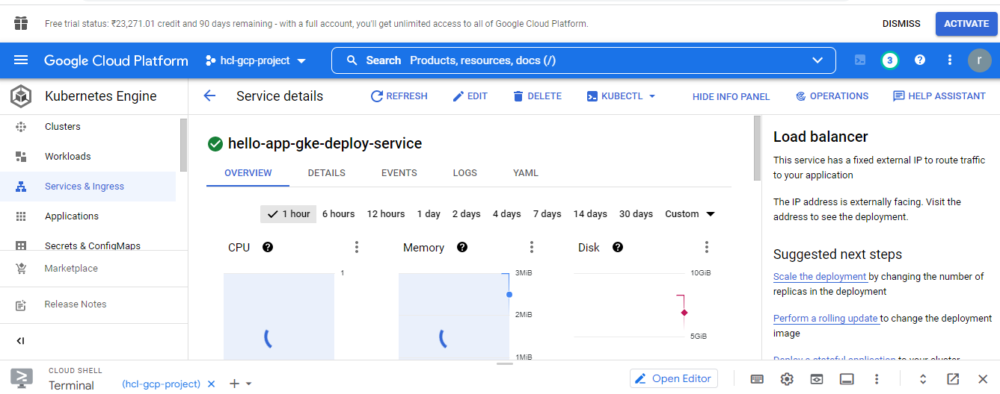 Free trial status: ₹23,271.01 credit and 90 days remaining - with a full account, you'll get unlimited access to all of Google Cloud Platform.
DISMISS
ACTIVATE
Google Cloud Platform
hcl-gcp-project
Search Products, resources, docs (/)
3
?
r
Kubernetes Engine
Service details
REFRESH
EDIT
DELETE
KUBECTL
HIDE INFO PANEL
OPERATIONS
HELP ASSISTANT
Clusters
Workloads
Services & Ingress
Applications
Secrets & ConfigMaps
Marketplace
Release Notes
hello-app-gke-deploy-service
OVERVIEW
DETAILS
EVENTS
LOGS
YAML
1 hour
6 hours
12 hours
1 day
2 days
4 days
7 days
14 days
30 days
Custom
CPU ?
1
Memory ?
3MiB
2MiB
1MiB
Disk ?
10GiB
5GiB
Load balancer
This service has a fixed external IP to route traffic
to your application
The IP address is externally facing. Visit the
address to see the deployment.
Suggested next steps
Scale the deployment by changing the number of
replicas in the deployment
Perform a rolling update to change the deployment
image
Deploy a stateful application to your cluster
CLOUD SHELL
Terminal
(hcl-gcp-project)
Open Editor